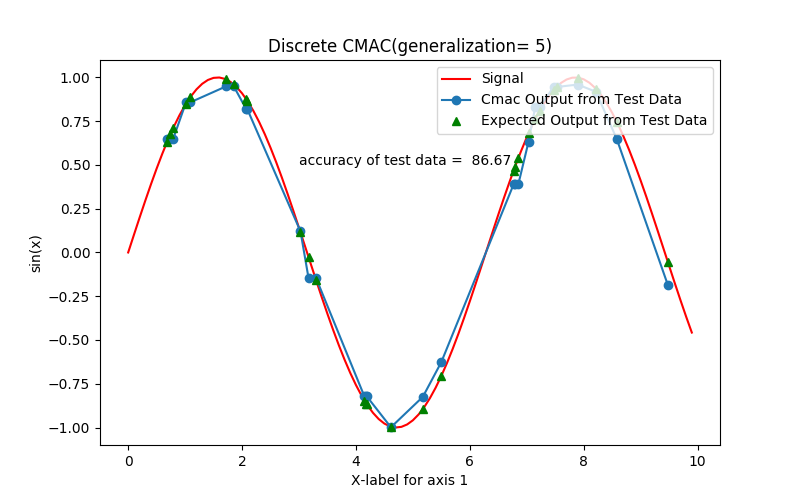 Discrete CMAC(generalization= 5)
Signal
Cmac Output from Test Data
Expected Output from Test Data
accuracy of test data =  86.67
sin(x)
1.00
0.75
0.50
0.25
0.00
−0.25
−0.50
−0.75
−1.00
0
2
4
6
8
10
X-label for axis 1